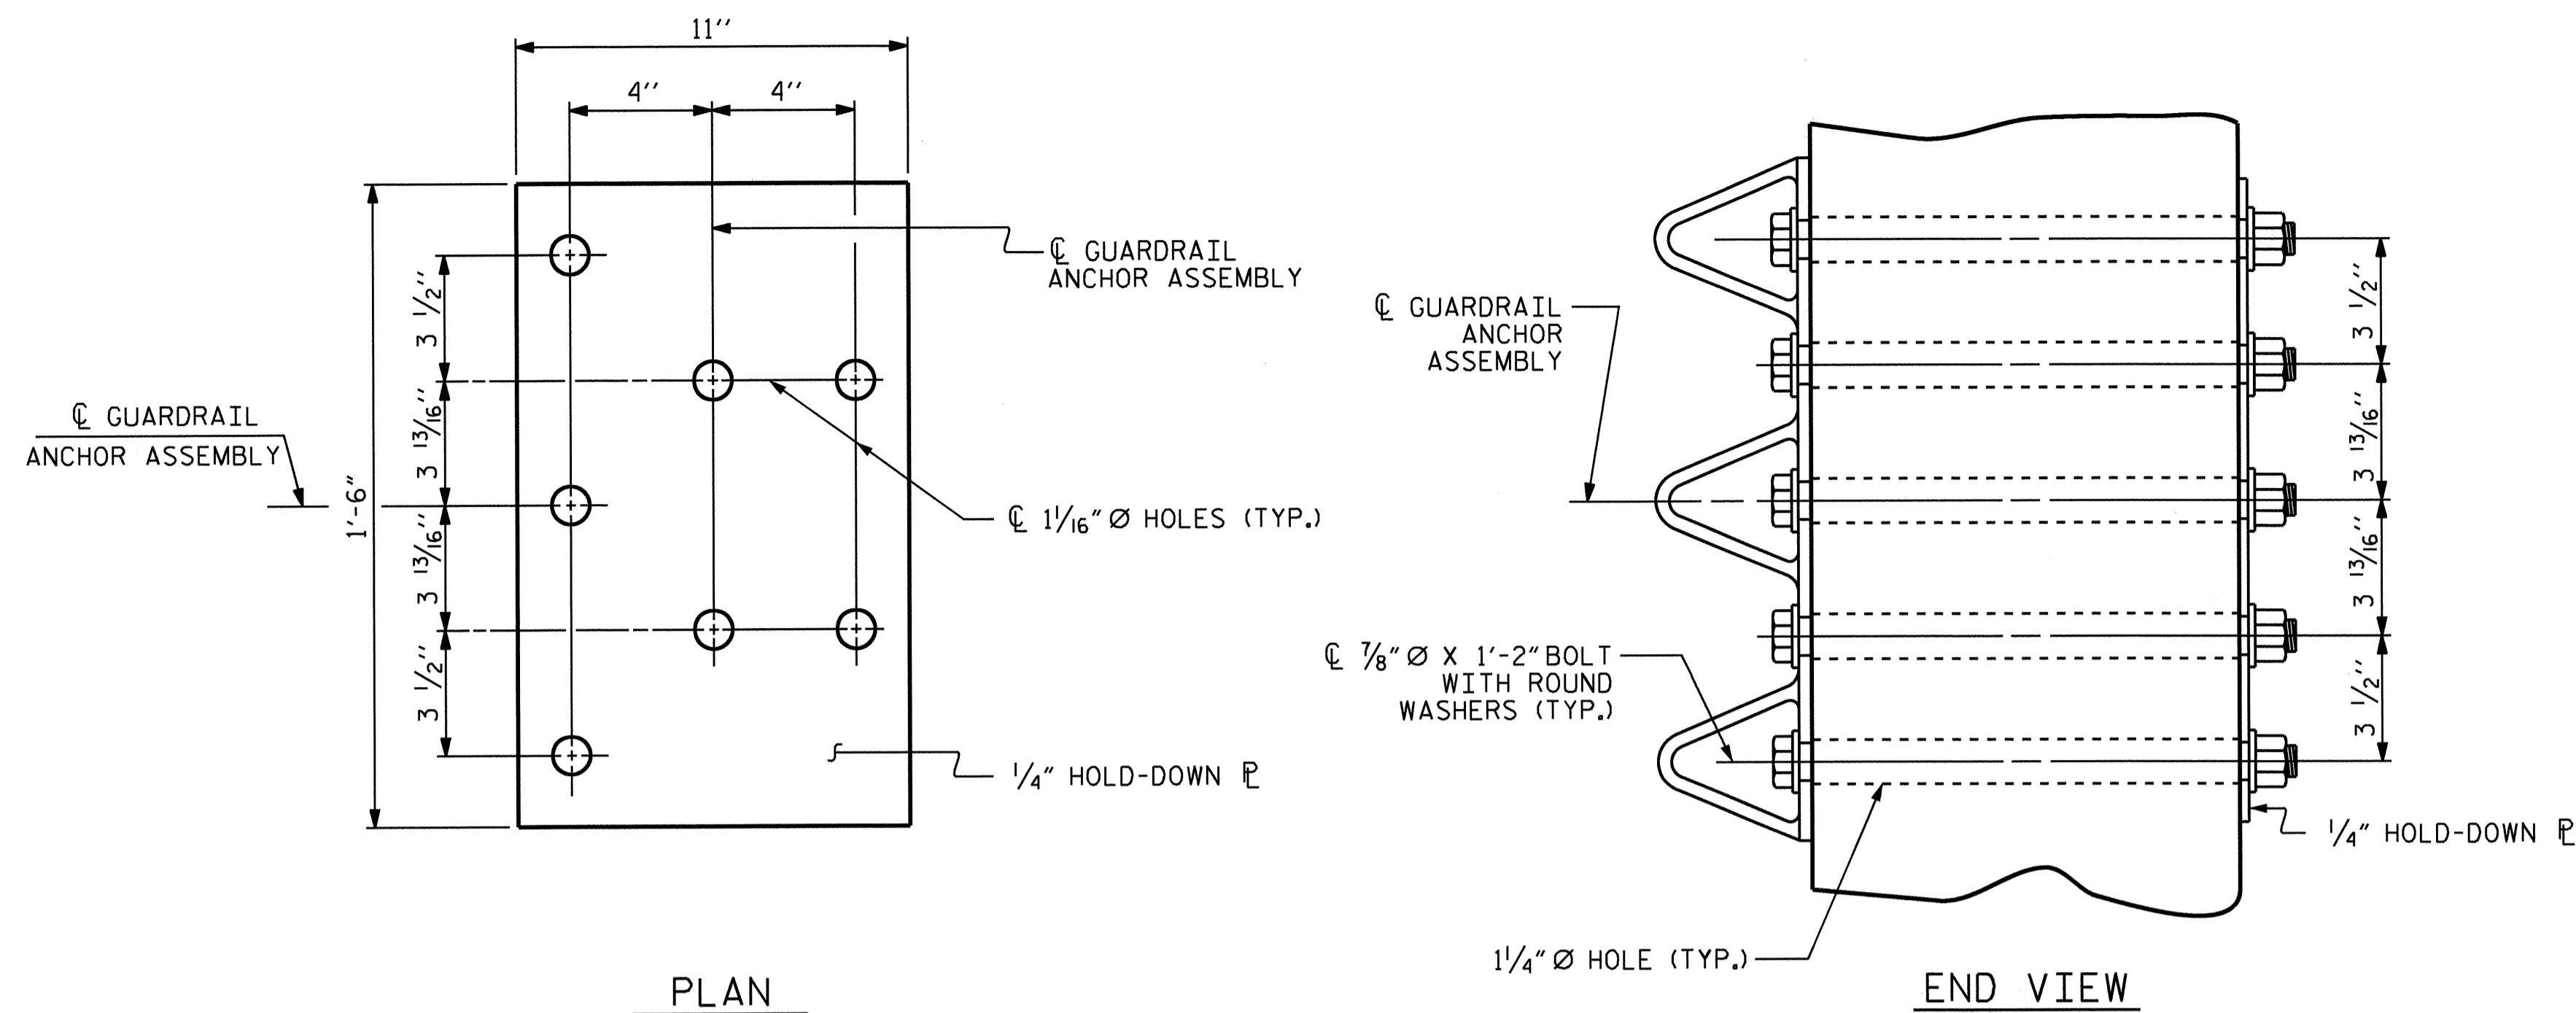 11''
4'' 4''
℄ GUARDRAIL
ANCHOR ASSEMBLY
3 1/2''
3 13/16''
℄ GUARDRAIL
ANCHOR ASSEMBLY
1'-6"
3 13/16''
3 1/2''
℄ 1 1/16" Ø HOLES (TYP.)
1/4" HOLD-DOWN ⅊
PLAN
℄ GUARDRAIL
ANCHOR
ASSEMBLY
3 1/2''
3 13/16''
3 13/16''
3 1/2''
℄ 7/8" Ø X 1'-2" BOLT
WITH ROUND
WASHERS (TYP.)
1/4" HOLD-DOWN ⅊
1 1/4" Ø HOLE (TYP.)
END VIEW